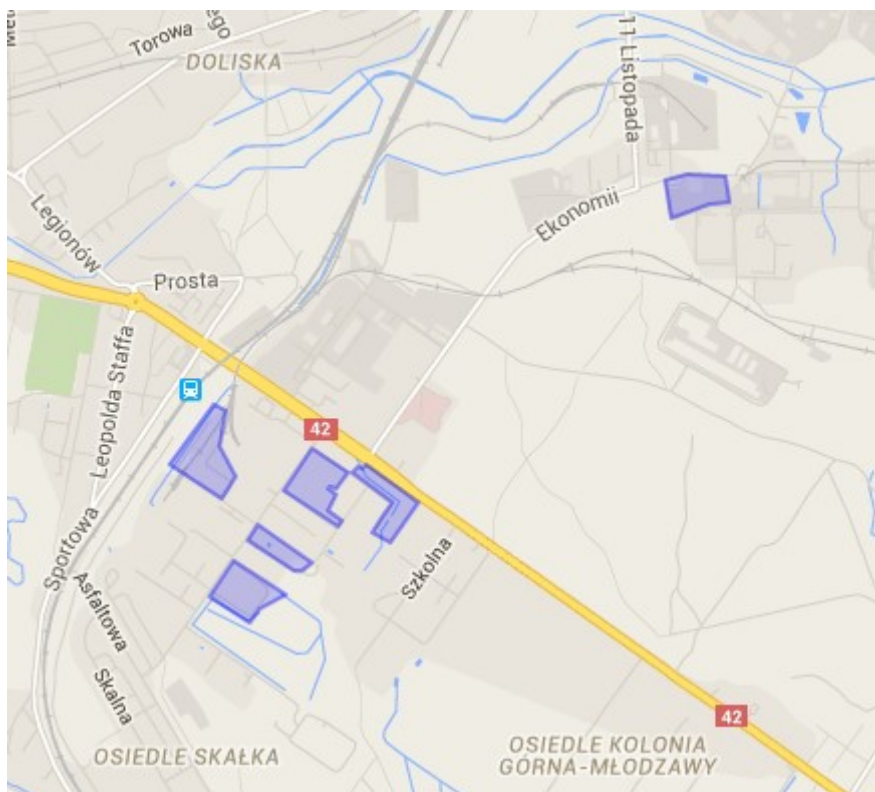 Torowa
DOLISKA
11 Listopada
Legionów
Ekonomii
Prosta
Leopolda Staffa
42
Sportowa
Szkolna
Asfaltowa
Skalna
42
OSIEDLE SKAŁKA
OSIEDLE KOLONIA
GÓRNA-MŁODZAWY